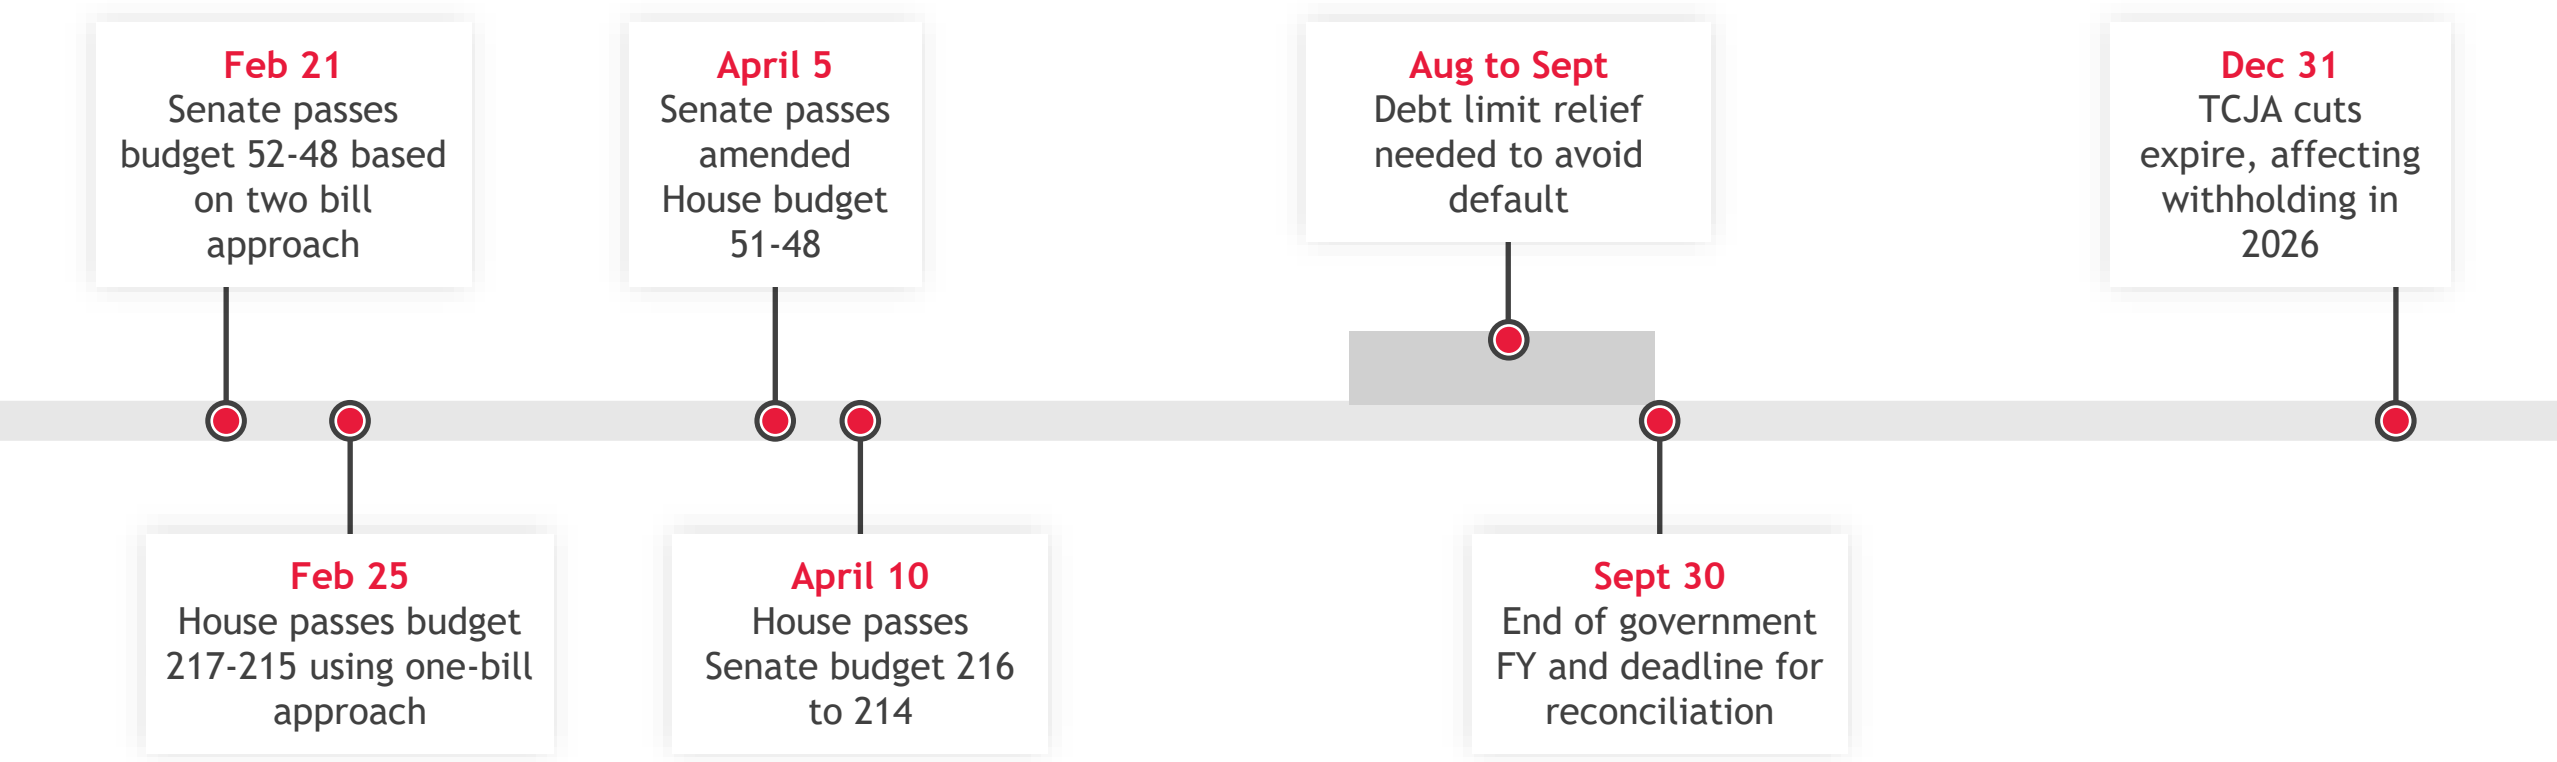 Feb 21
Senate passes
budget 52-48 based
on two bill
approach
Feb 25
House passes budget
217-215 using one-bill
approach
April 5
Senate passes
amended
House budget
51-48
April 10
House passes
Senate budget 216
to 214
Aug to Sept
Debt limit relief
needed to avoid
default
Sept 30
End of government
FY and deadline for
reconciliation
Dec 31
TCJA cuts
expire, affecting
withholding in
2026